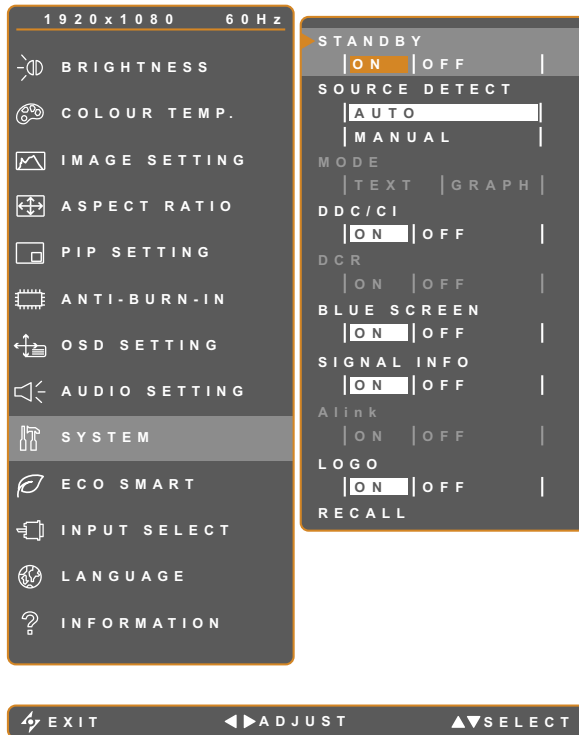 1920x1080 60Hz
BRIGHTNESS
COLOUR TEMP.
IMAGE SETTING
ASPECT RATIO
PIP SETTING
ANTI-BURN-IN
OSD SETTING
AUDIO SETTING
SYSTEM
ECO SMART
INPUT SELECT
LANGUAGE
INFORMATION
STANDBY
ON OFF
SOURCE DETECT
AUTO
MANUAL
MODE
TEXT GRAPH
DDC/CI
ON OFF
DCR
ON OFF
BLUE SCREEN
ON OFF
SIGNAL INFO
ON OFF
Alink
ON OFF
LOGO
ON OFF
RECALL
EXIT ADJUST SELECT